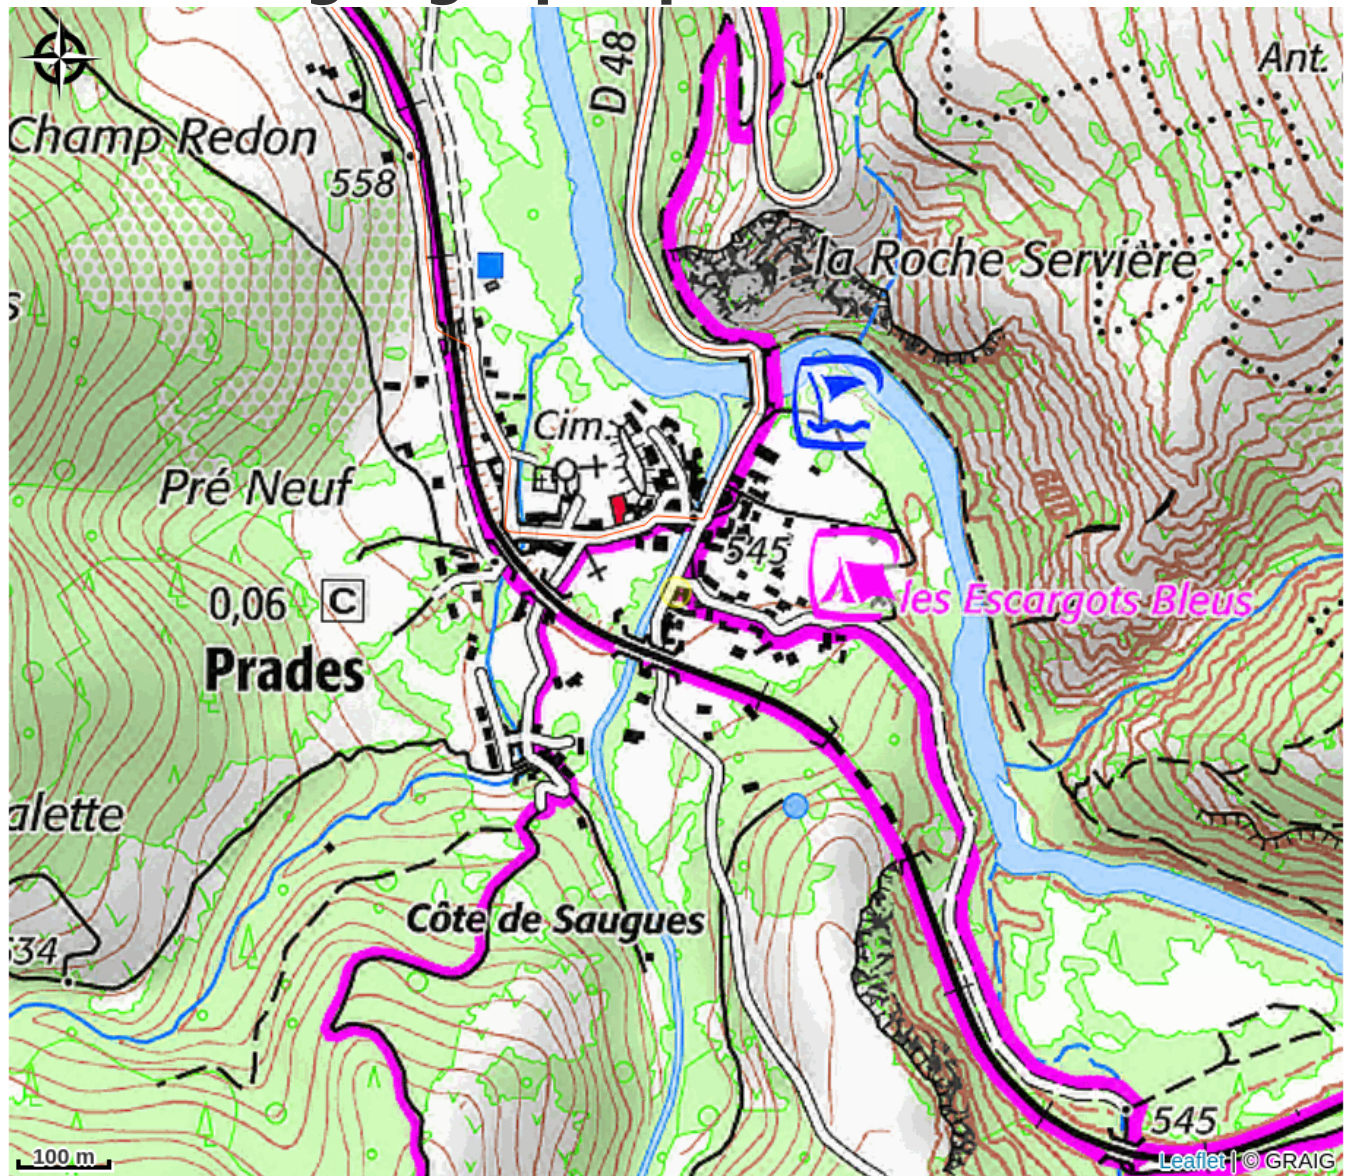 D 48
Ant.
Champ Redon
558
la Roche Servière
Cim.
Pré Neuf
545
les Escargots Bleus
0,06 C
Prades
alette
Côte de Saugues
534
545
100 m
Leaflet | © GRAIG